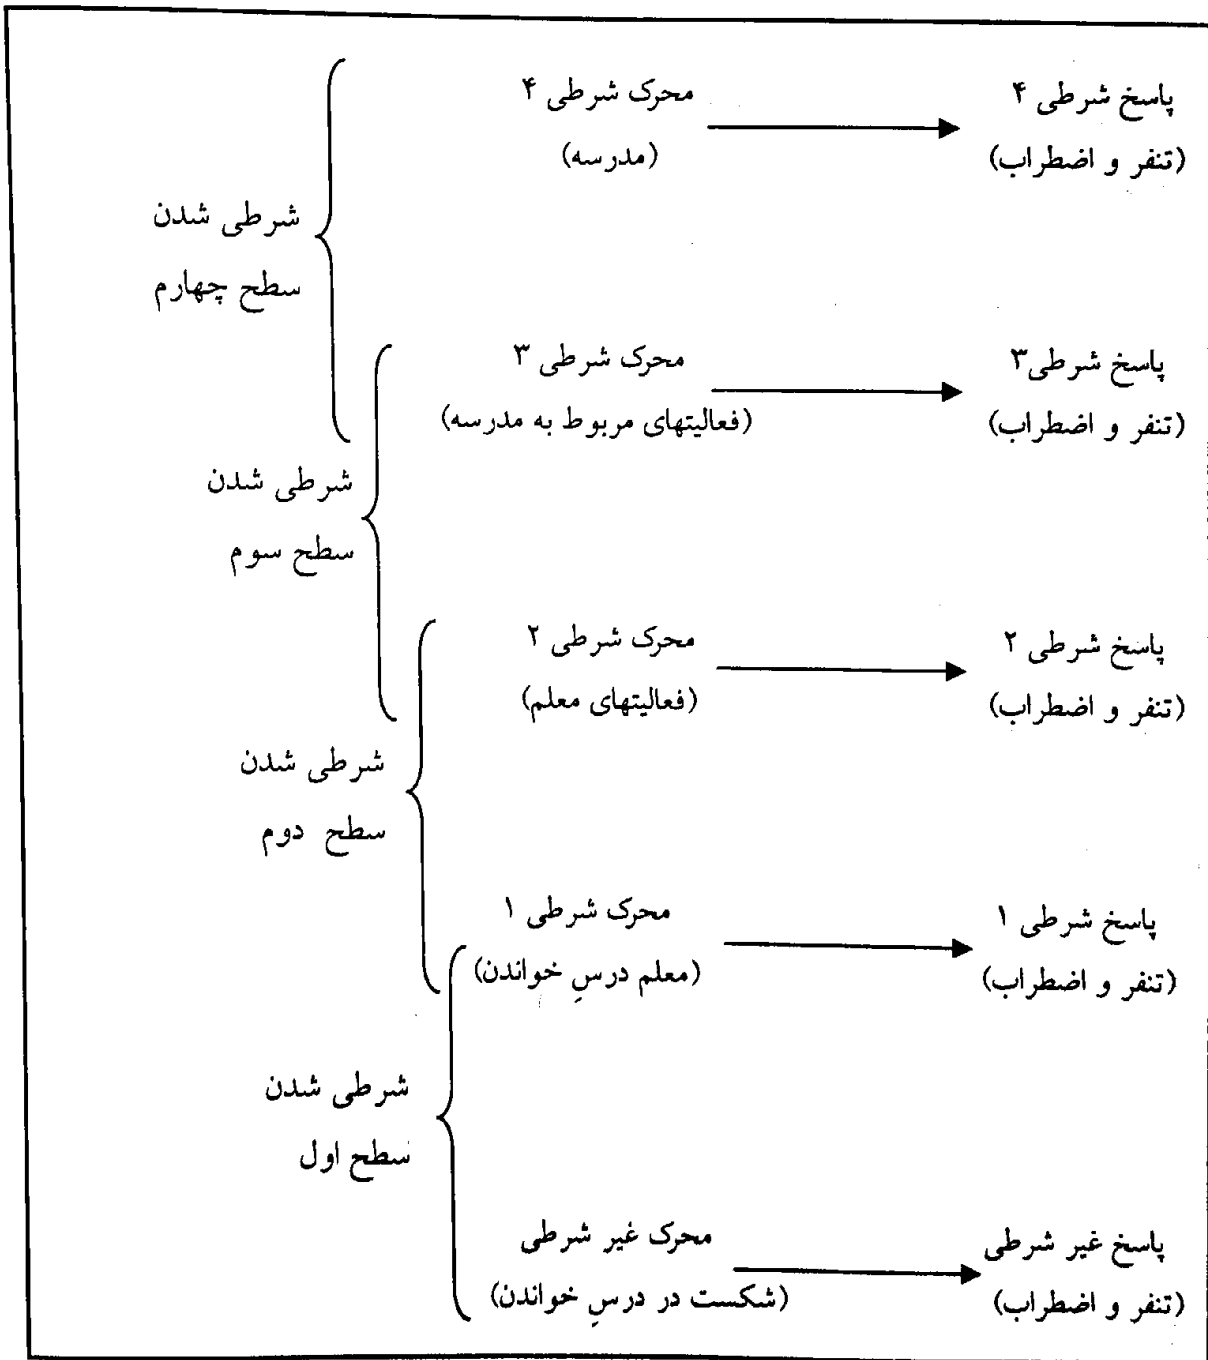 پاسخ شرطی ۴
(تنفر و اضطراب)
محرک شرطی ۴
(مدرسه)
شرطی شدن
سطح چهارم
پاسخ شرطی۳
(تنفر و اضطراب)
محرک شرطی ۳
(فعالیتهای مربوط به مدرسه)
شرطی شدن
سطح سوم
پاسخ شرطی ۲
(تنفر و اضطراب)
محرک شرطی ۲
(فعالیتهای معلم)
شرطی شدن
سطح دوم
پاسخ شرطی ۱
(تنفر و اضطراب)
محرک شرطی ۱
(معلم درسِ خواندن)
شرطی شدن
سطح اول
پاسخ غیر شرطی
(تنفر و اضطراب)
محرک غیر شرطی
(شکست در درسِ خواندن)